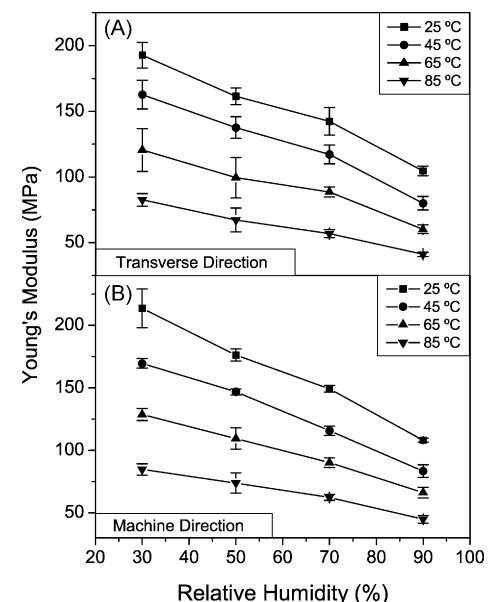 (A)
25 ºC
45 ºC
65 ºC
85 ºC
200
150
100
50
Transverse Direction
Young's Modulus (MPa)
(B)
25 ºC
45 ºC
65 ºC
85 ºC
200
150
100
50
Machine Direction
20 30 40 50 60 70 80 90 100
Relative Humidity (%)